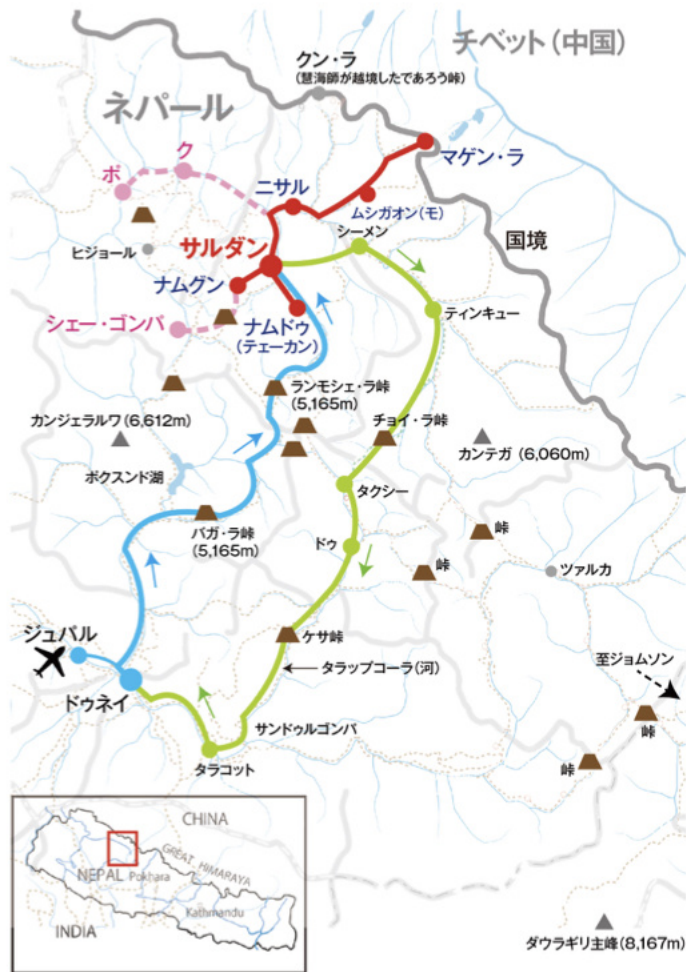 チベット(中国)
クン・ラ
(慧海師が越境したであろう峠)
ネパール
マゲン・ラ
ク
ポ
ニサル
ムシガオン(モ)
シーメン
国境
サルダン
ヒジョール
ナムグン
ティンキュー
シェー・ゴンパ
ナムドゥ
(テェーカン)
ランモシェ・ラ峠
(5,165m)
カンジェラルワ(6,612m)
チョイ・ラ峠
カンテガ(6,060m)
ポクスンド湖
タクシー
バガ・ラ峠
(5,165m)
峠
ドゥ
峠
ツァルカ
ジュパル
ケサ峠
タラップコーラ(河)
至ジョムソン
ドゥネイ
サンドゥルゴンパ
峠
タラコット
峠
CHINA
GREAT HIMARAYA
NEPAL
Pokhara
Kathmandu
INDIA
ダウラギリ主峰(8,167m)